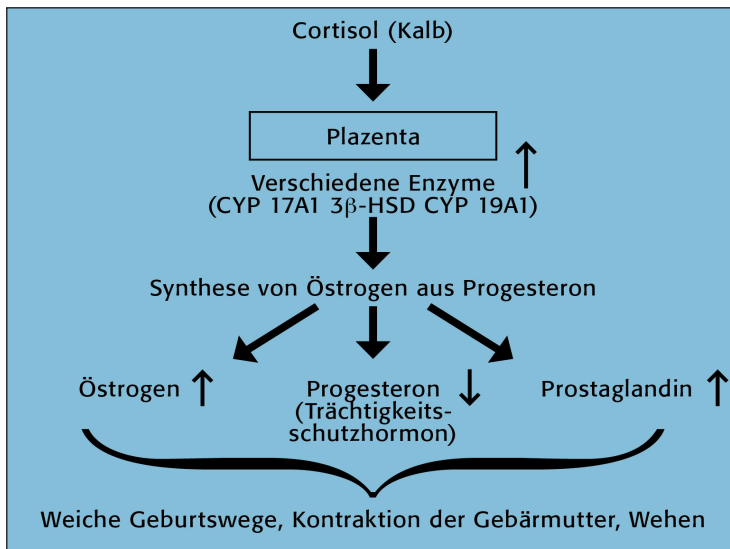 Cortisol (Kalb)
Plazenta
Verschiedene Enzyme
(CYP 17A1 3β-HSD CYP 19A1)
Synthese von Östrogen aus Progesteron
Östrogen
Progesteron
(Trächtigkeits-
schutzhormon)
Prostaglandin
Weiche Geburtswege, Kontraktion der Gebärmutter, Wehen